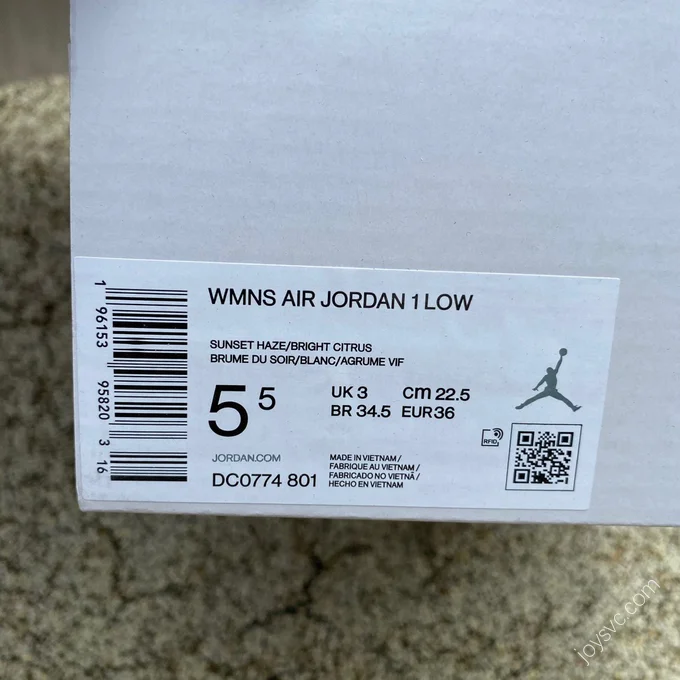 WMNS AIR JORDAN 1 LOW
SUNSET HAZE/BRIGHT CITRUS
BRUME DU SOIR/BLANC/AGRUME VIF
5 5
UK 3 cm 22.5
BR 34.5 EUR 36
JORDAN.COM
DC0774 801
MADE IN VIETNAM /
FABRIQUE AU VIETNAM /
FABRICADO NO VIETNÃ /
HECHO EN VIETNAM
RFID
1 96153 95820 3 16
joysvc.com